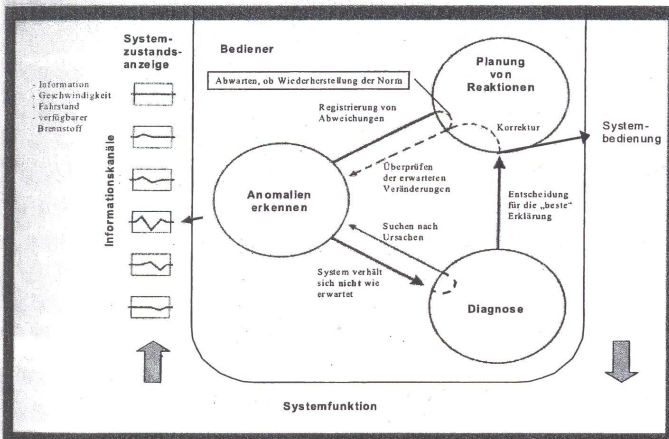 System-
zustands-
anzeige
- Information
- Geschwindigkeit
- Fahrstand
- verfügbarer
Brennstoff
Informationskanäle
Bediener
Abwarten, ob Wiederherstellung der Norm
Planung
von
Reaktionen
Registrierung von
Abweichungen
Korrektur
System-
bedienung
Überprüfen
der erwarteten
Veränderungen
Anomalien
erkennen
Entscheidung
für die „beste“
Erklärung
Suchen nach
Ursachen
System verhält
sich nicht wie
erwartet
Diagnose
Systemfunktion